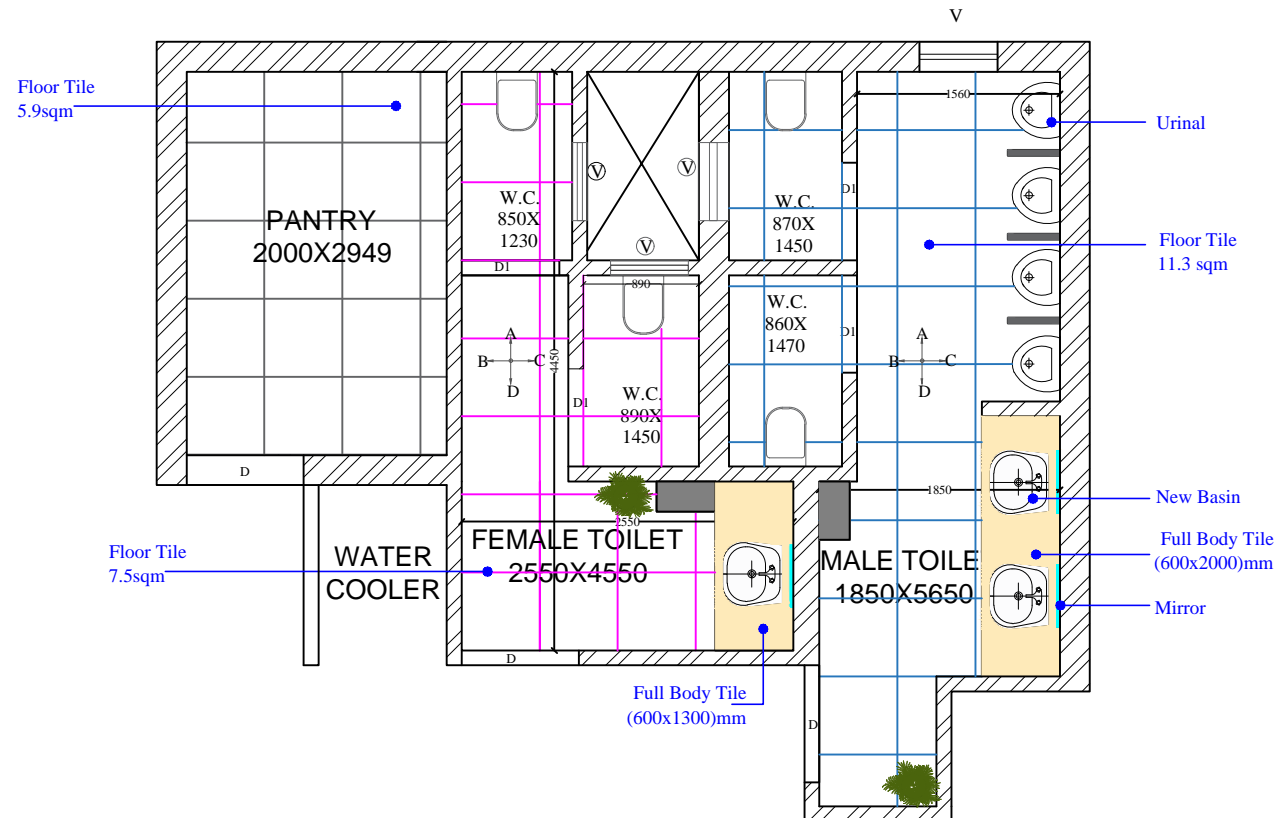 V
Floor Tile
5.9sqm
1560
Urinal
V
V
W.C.
850X
1230
PANTRY
2000X2949
D1
W.C.
870X
1450
Floor Tile
11.3 sqm
V
D1
890
W.C.
860X
1470
D1
A
B
C
D
4450
A
B
C
D
D1
W.C.
890X
1450
D
1850
New Basin
2550
FEMALE TOILET
2550X4550
Floor Tile
7.5sqm
WATER
COOLER
MALE TOILE
1850X5650
Full Body Tile
(600x2000)mm
Mirror
D
Full Body Tile
(600x1300)mm
D